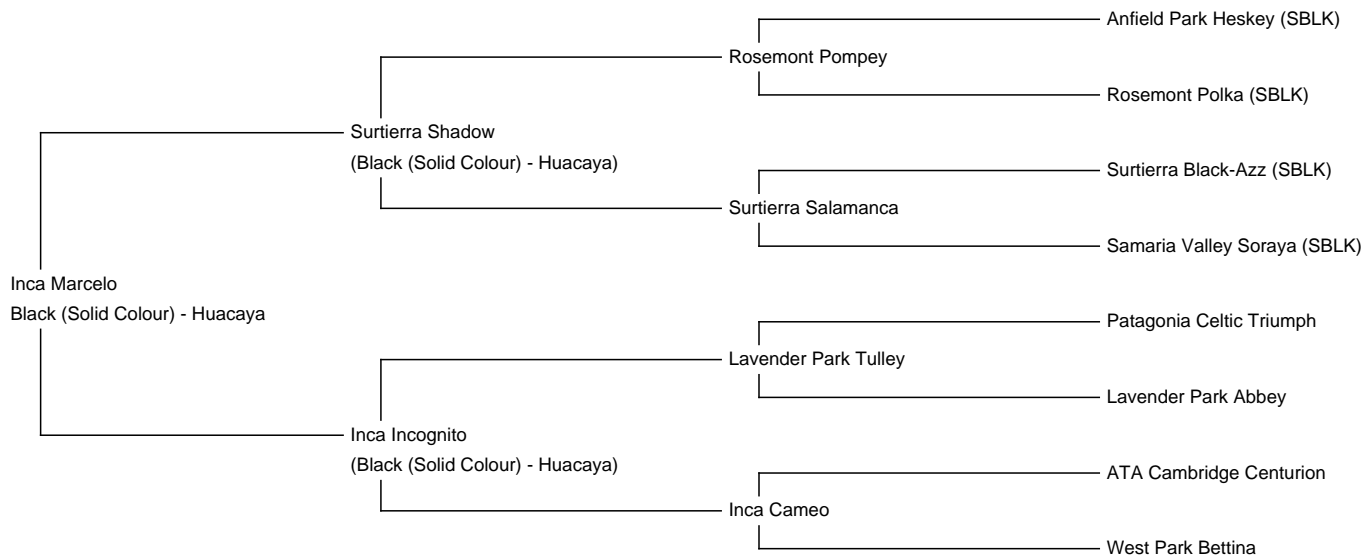 Anfield Park Heskey (SBLK)
Rosemont Pompey
Rosemont Polka (SBLK)
Surtierra Shadow
(Black (Solid Colour) - Huacaya)
Surtierra Black-Azz (SBLK)
Surtierra Salamanca
Samaria Valley Soraya (SBLK)
Inca Marcelo
Black (Solid Colour) - Huacaya
Patagonia Celtic Triumph
Lavender Park Tulley
Lavender Park Abbey
Inca Incognito
(Black (Solid Colour) - Huacaya)
ATA Cambridge Centurion
Inca Cameo
West Park Bettina